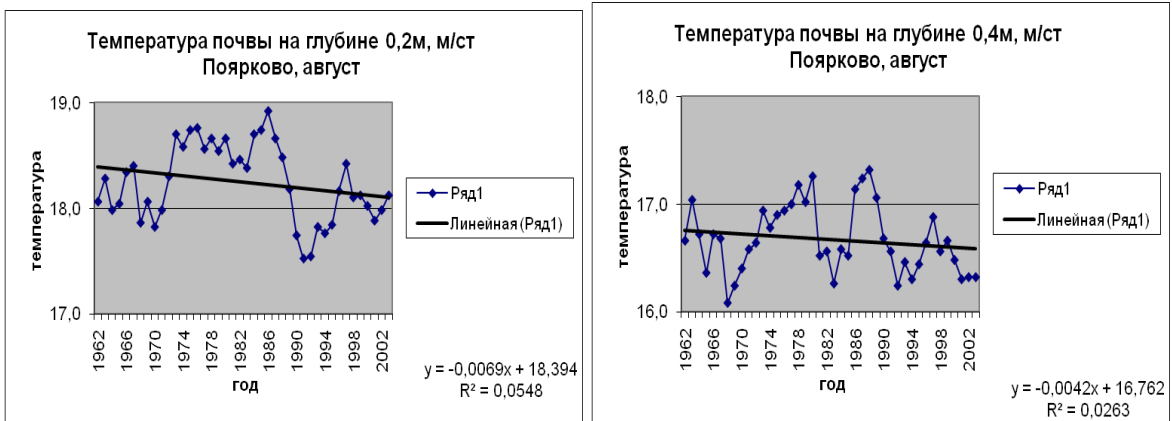 Температура почвы на глубине 0,2м, м/ст
Поярково, август
19,0
18,0
17,0
температура
1962
1966
1970
1974
1978
1982
1986
1990
1994
1998
2002
год
Ряд1
Линейная (Ряд1)
y = -0,0069x + 18,394
R² = 0,0548
Температура почвы на глубине 0,4м, м/ст
Поярково, август
18,0
17,0
16,0
температура
1962
1966
1970
1974
1978
1982
1986
1990
1994
1998
2002
год
Ряд1
Линейная (Ряд1)
y = -0,0042x + 16,762
R² = 0,0263